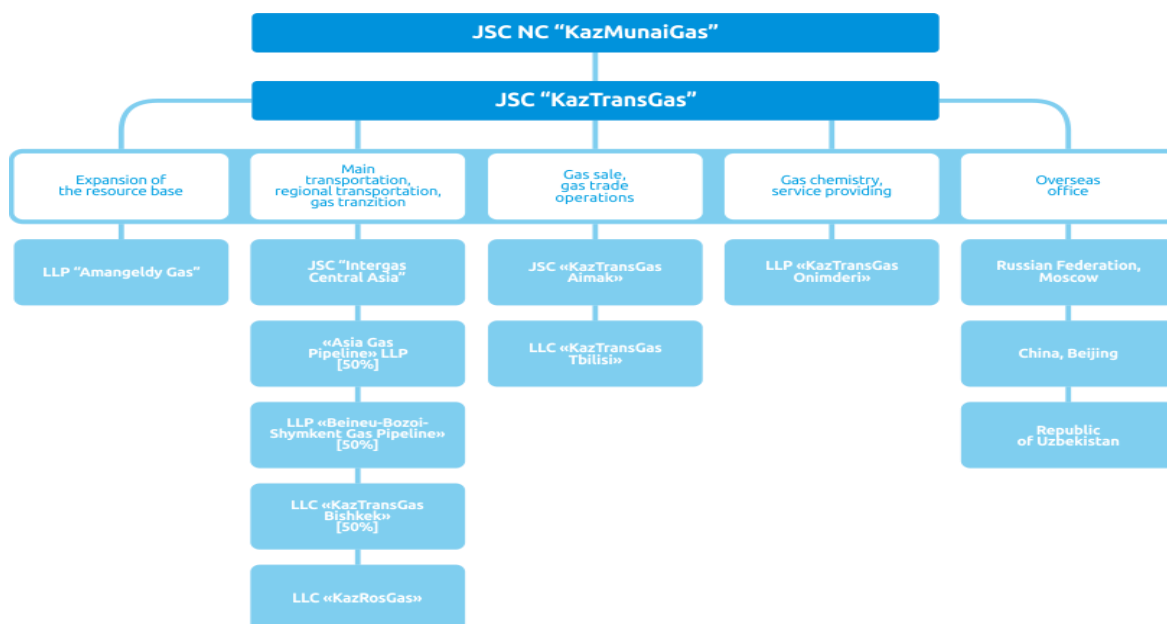 JSC NC “KazMunaiGas”
JSC “KazTransGas”
Expansion of
the resource base
Main
transportation,
regional transportation,
gas tranzition
Gas sale,
gas trade
operations
Gas chemistry,
service providing
Overseas
office
LLP “Amangeldy Gas”
JSC “Intergas
Central Asia”
«Asia Gas
Pipeline» LLP
[50%]
LLP «Beineu-Bozoi-
Shymkent Gas Pipeline»
[50%]
LLC «KazTransGas
Bishkek»
[50%]
LLC «KazRosGas»
JSC «KazTransGas
Aimak»
LLC «KazTransGas
Tbilisi»
LLP «KazTransGas
Onimderi»
Russian Federation,
Moscow
China, Beijing
Republic
of Uzbekistan